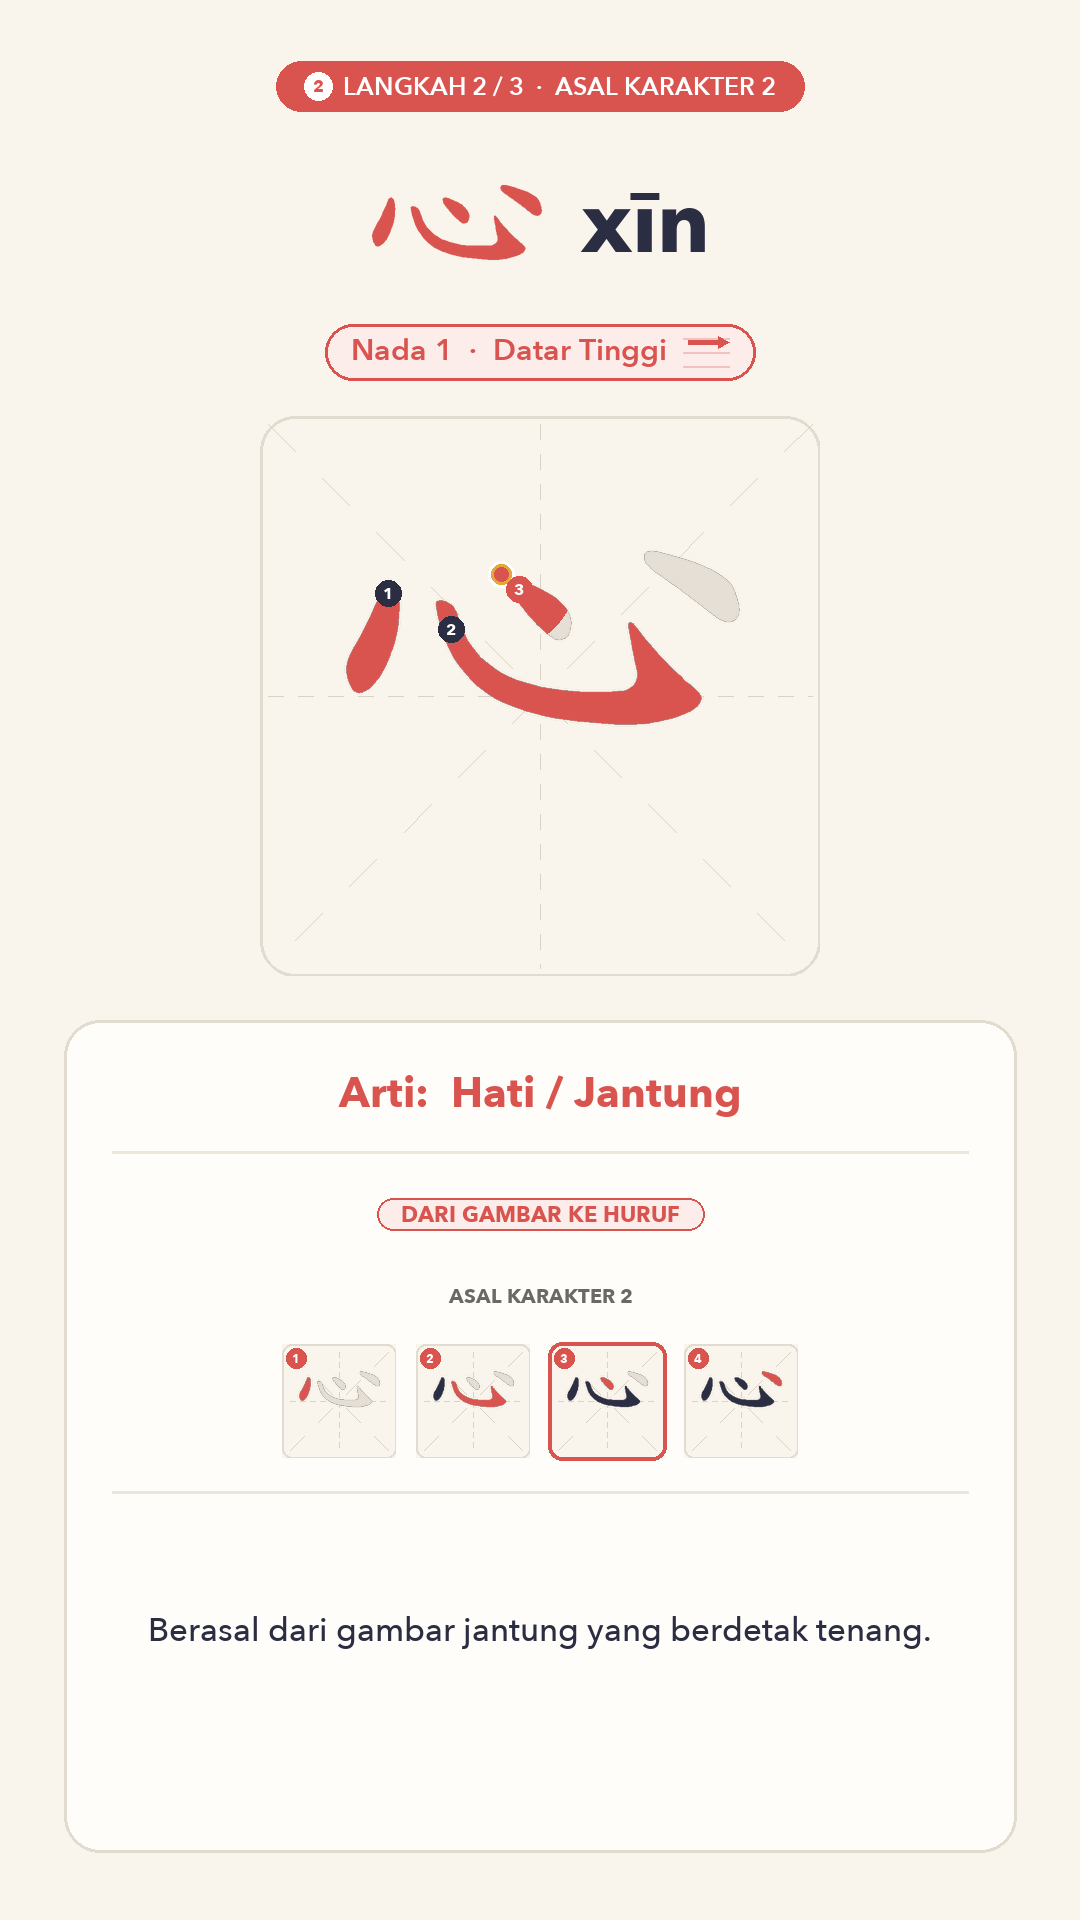 2 LANGKAH 2 / 3 · ASAL KARAKTER 2
心 xīn
Nada 1 · Datar Tinggi
1
2
3
Arti: Hati / Jantung
DARI GAMBAR KE HURUF
ASAL KARAKTER 2
1 2 3 4
Berasal dari gambar jantung yang berdetak tenang.